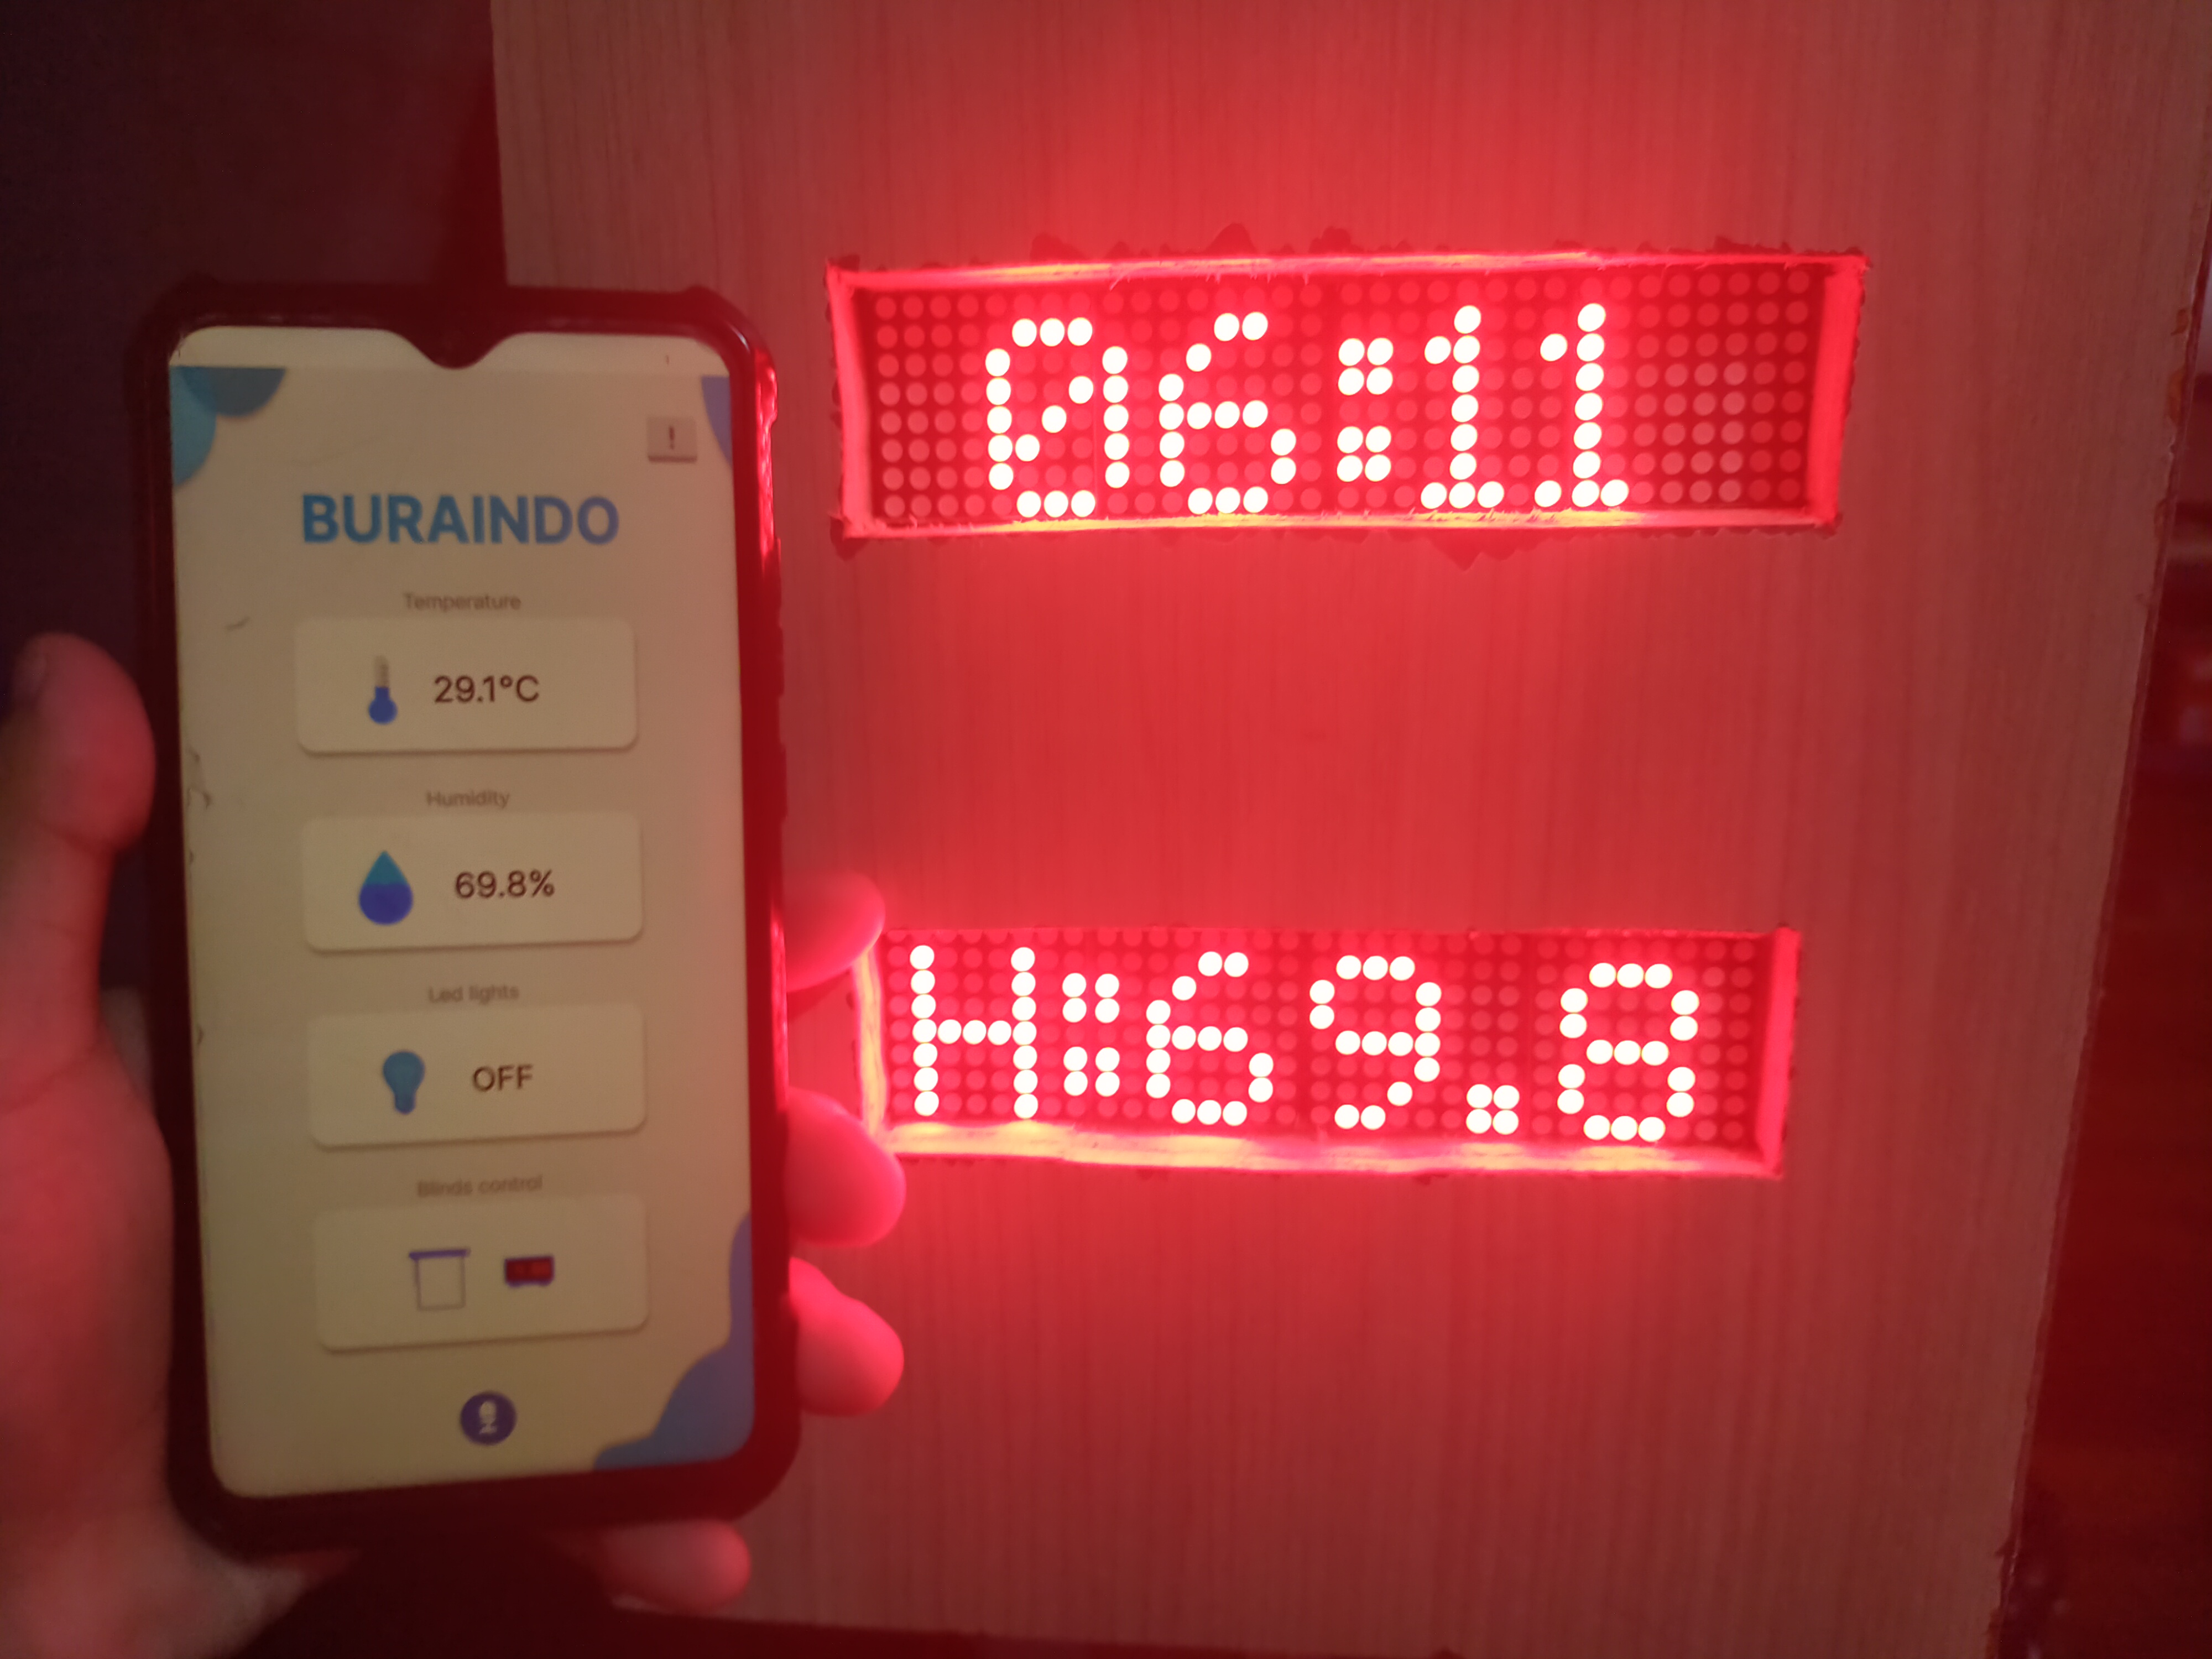 !
BURAINDO
Temperature
29.1°C
Humidity
69.8%
Led lights
OFF
Blinds control
06:11
H:69.8